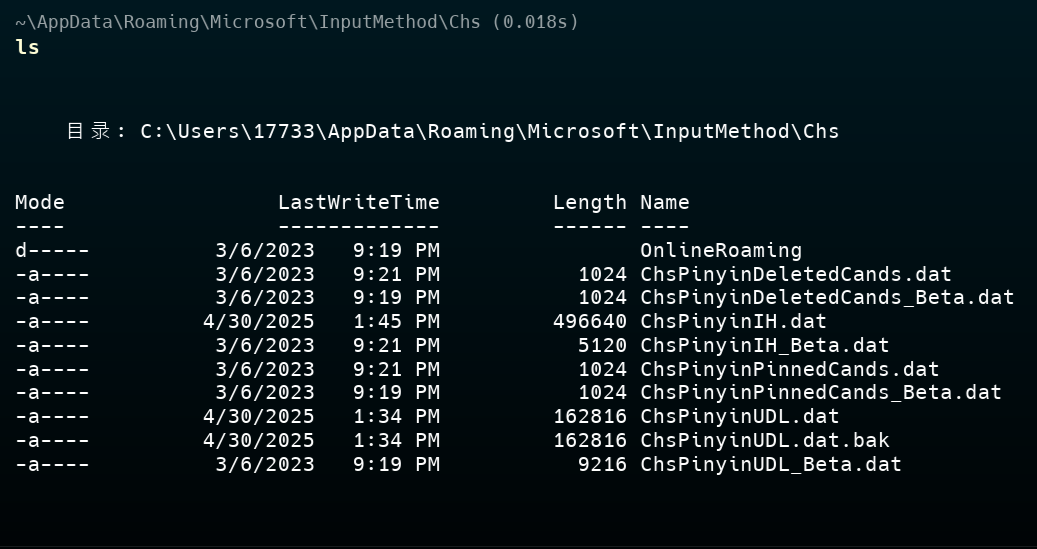 ~\AppData\Roaming\Microsoft\InputMethod\Chs (0.018s)
ls
目录: C:\Users\17733\AppData\Roaming\Microsoft\InputMethod\Chs
Mode                 LastWriteTime         Length Name
----                 -------------         ------ ----
d-----          3/6/2023   9:19 PM                OnlineRoaming
-a----          3/6/2023   9:21 PM           1024 ChsPinyinDeletedCands.dat
-a----          3/6/2023   9:19 PM           1024 ChsPinyinDeletedCands_Beta.dat
-a----         4/30/2025   1:45 PM         496640 ChsPinyinIH.dat
-a----          3/6/2023   9:21 PM           5120 ChsPinyinIH_Beta.dat
-a----          3/6/2023   9:21 PM           1024 ChsPinyinPinnedCands.dat
-a----          3/6/2023   9:19 PM           1024 ChsPinyinPinnedCands_Beta.dat
-a----         4/30/2025   1:34 PM         162816 ChsPinyinUDL.dat
-a----         4/30/2025   1:34 PM         162816 ChsPinyinUDL.dat.bak
-a----          3/6/2023   9:19 PM           9216 ChsPinyinUDL_Beta.dat